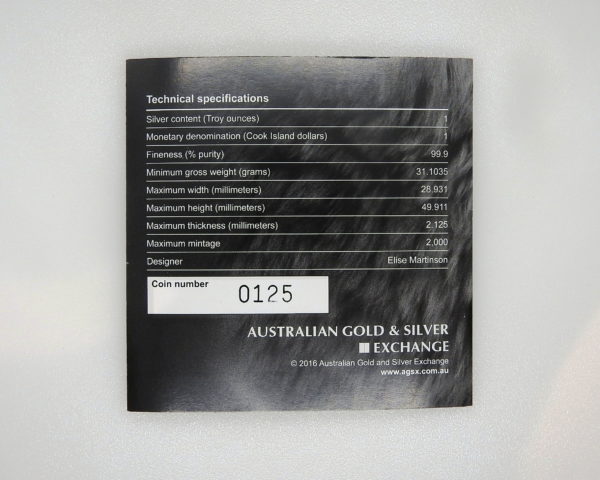 Technical specifications
Silver content (Troy ounces) 1
Monetary denomination (Cook Island dollars) 1
Fineness (% purity) 99.9
Minimum gross weight (grams) 31.1035
Maximum width (millimeters) 28.931
Maximum height (millimeters) 49.911
Maximum thickness (millimeters) 2.125
Maximum mintage 2,000
Designer Elise Martinson
Coin number 0125
AUSTRALIAN GOLD & SILVER
EXCHANGE
© 2016 Australian Gold and Silver Exchange
www.agsx.com.au